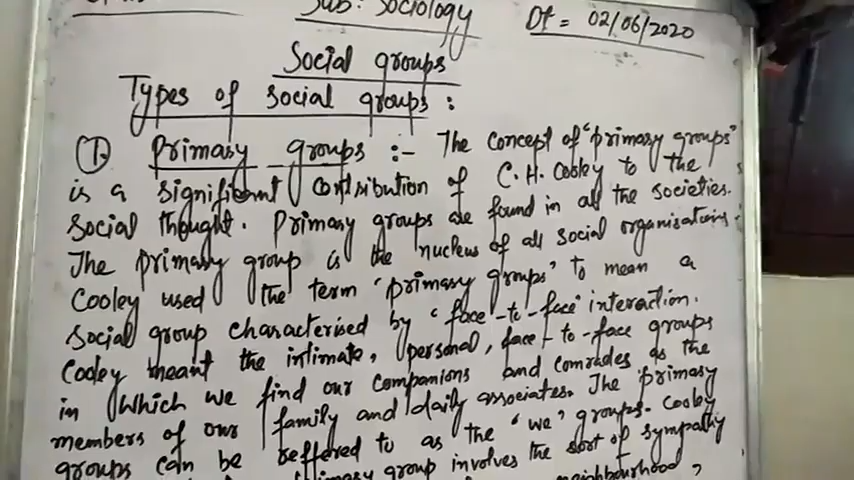 Sub: Sociology
Dt = 02/06/2020
Social groups
Types of social groups :
① Primary groups :- The concept of "primary groups"
is a significant contribution of C. H. Cooley to the
social thought. Primary groups are found in all the societies.
The primary group is the nucleus of all social organisations.
Cooley used the term 'primary groups' to mean a
social group characterised by 'face-to-face' interaction.
Cooley meant the intimate, personal, face-to-face groups
in which we find our companions and comrades as the
members of our family and daily associates. The primary
groups can be reffered to as the 'we' groups. Cooley
primary group involves the sort of sympathy
neighbourhood,